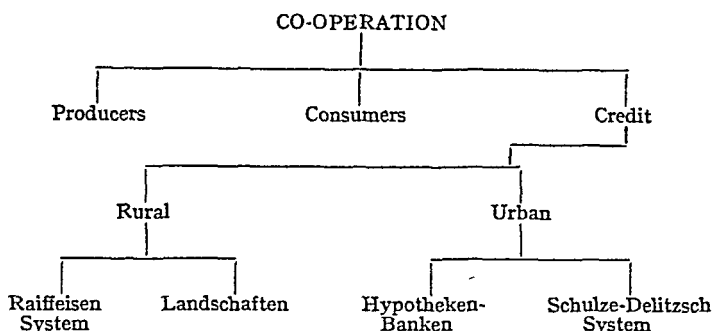 CO-OPERATION
Producers Consumers Credit
Rural Urban
Raiffeisen System Landschaften Hypotheken-Banken Schulze-Delitzsch System